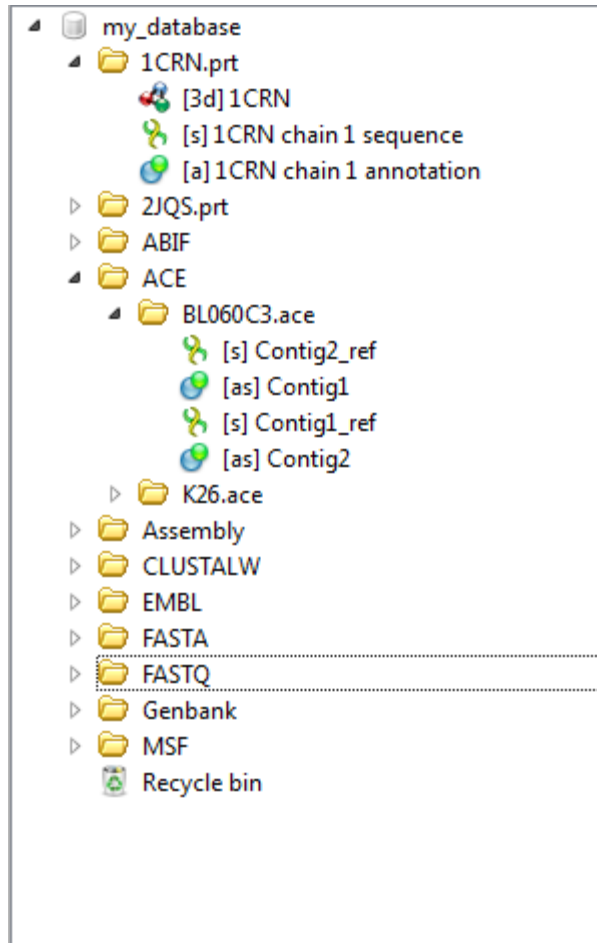 my_database
1CRN.prt
[3d] 1CRN
[s] 1CRN chain 1 sequence
[a] 1CRN chain 1 annotation
2JQS.prt
ABIF
ACE
BL060C3.ace
[s] Contig2_ref
[as] Contig1
[s] Contig1_ref
[as] Contig2
K26.ace
Assembly
CLUSTALW
EMBL
FASTA
FASTQ
Genbank
MSF
Recycle bin